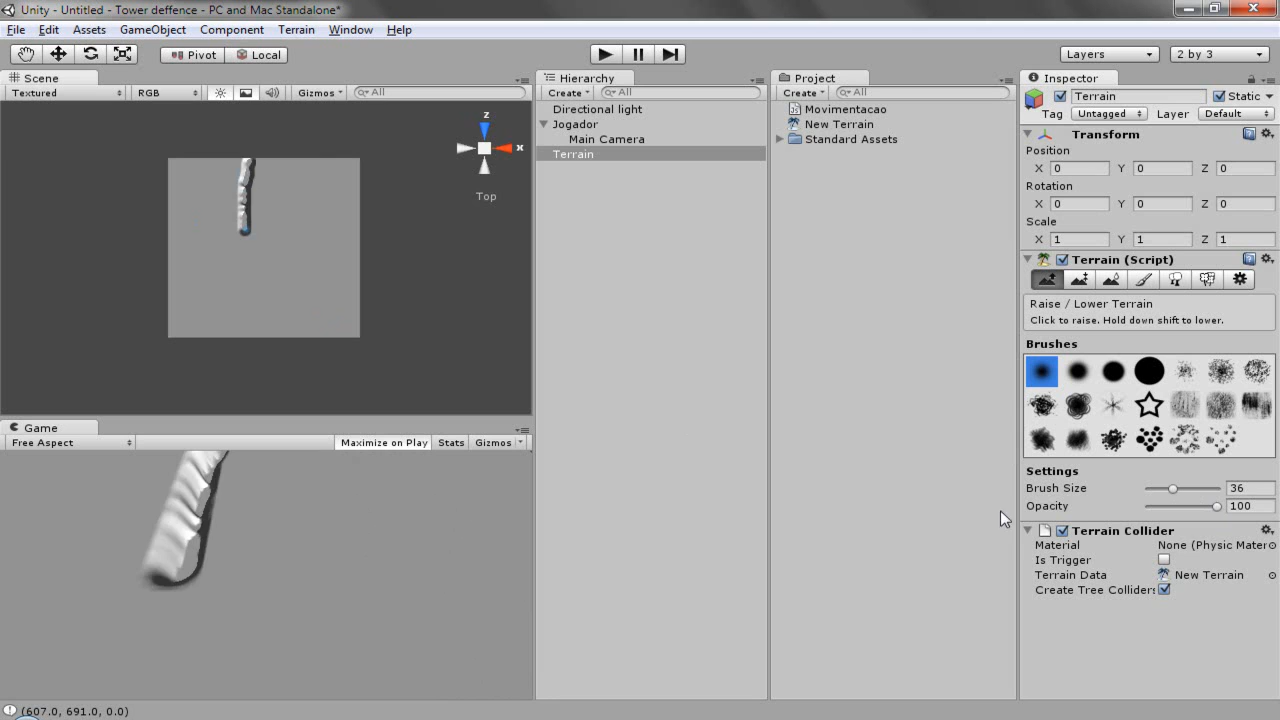 Unity - Untitled - Tower deffence - PC and Mac Standalone*
File Edit Assets GameObject Component Terrain Window Help
Pivot Local Layers 2 by 3
Scene
Textured RGB Gizmos All
z
x
Top
Game
Free Aspect Maximize on Play Stats Gizmos
Hierarchy
Create All
Directional light
Jogador
Main Camera
Terrain
Project
Create All
Movimentacao
New Terrain
Standard Assets
Inspector
Terrain Static
Tag Untagged Layer Default
Transform
Position
X 0 Y 0 Z 0
Rotation
X 0 Y 0 Z 0
Scale
X 1 Y 1 Z 1
Terrain (Script)
Raise / Lower Terrain
Click to raise. Hold down shift to lower.
Brushes
Settings
Brush Size 36
Opacity 100
Terrain Collider
Material None (Physic Mater
Is Trigger
Terrain Data New Terrain
Create Tree Colliders
(607.0, 691.0, 0.0)